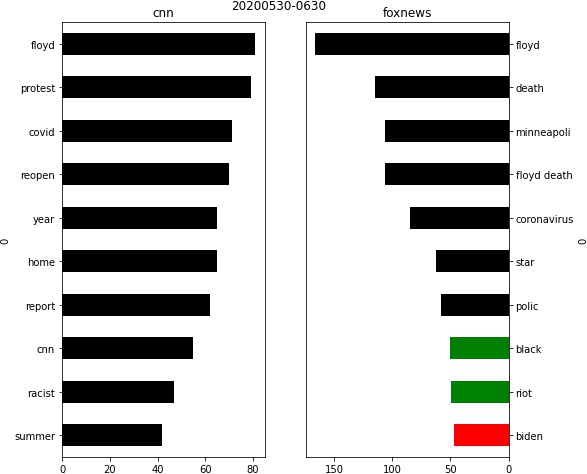 20200530-0630
cnn
floyd
protest
covid
reopen
year
home
report
cnn
racist
summer
0
0 20 40 60 80
foxnews
floyd
death
minneapoli
floyd death
coronavirus
star
polic
black
riot
biden
0
150 100 50 0